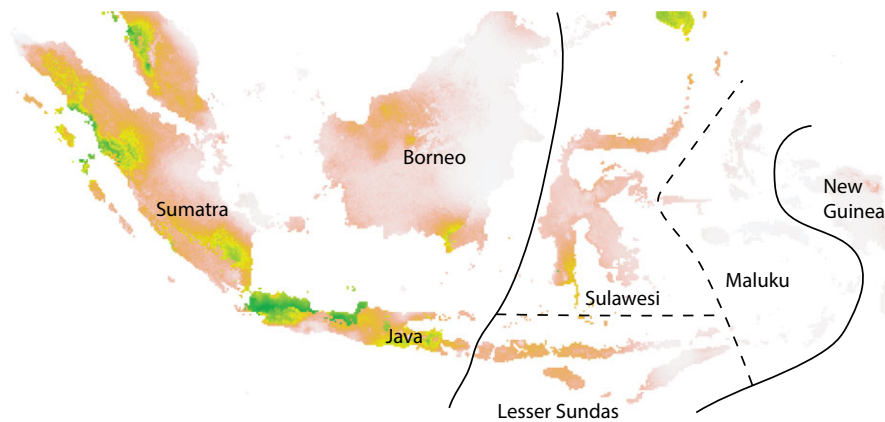 Borneo
New
Guinea
Sumatra
Maluku
Sulawesi
Java
Lesser Sundas